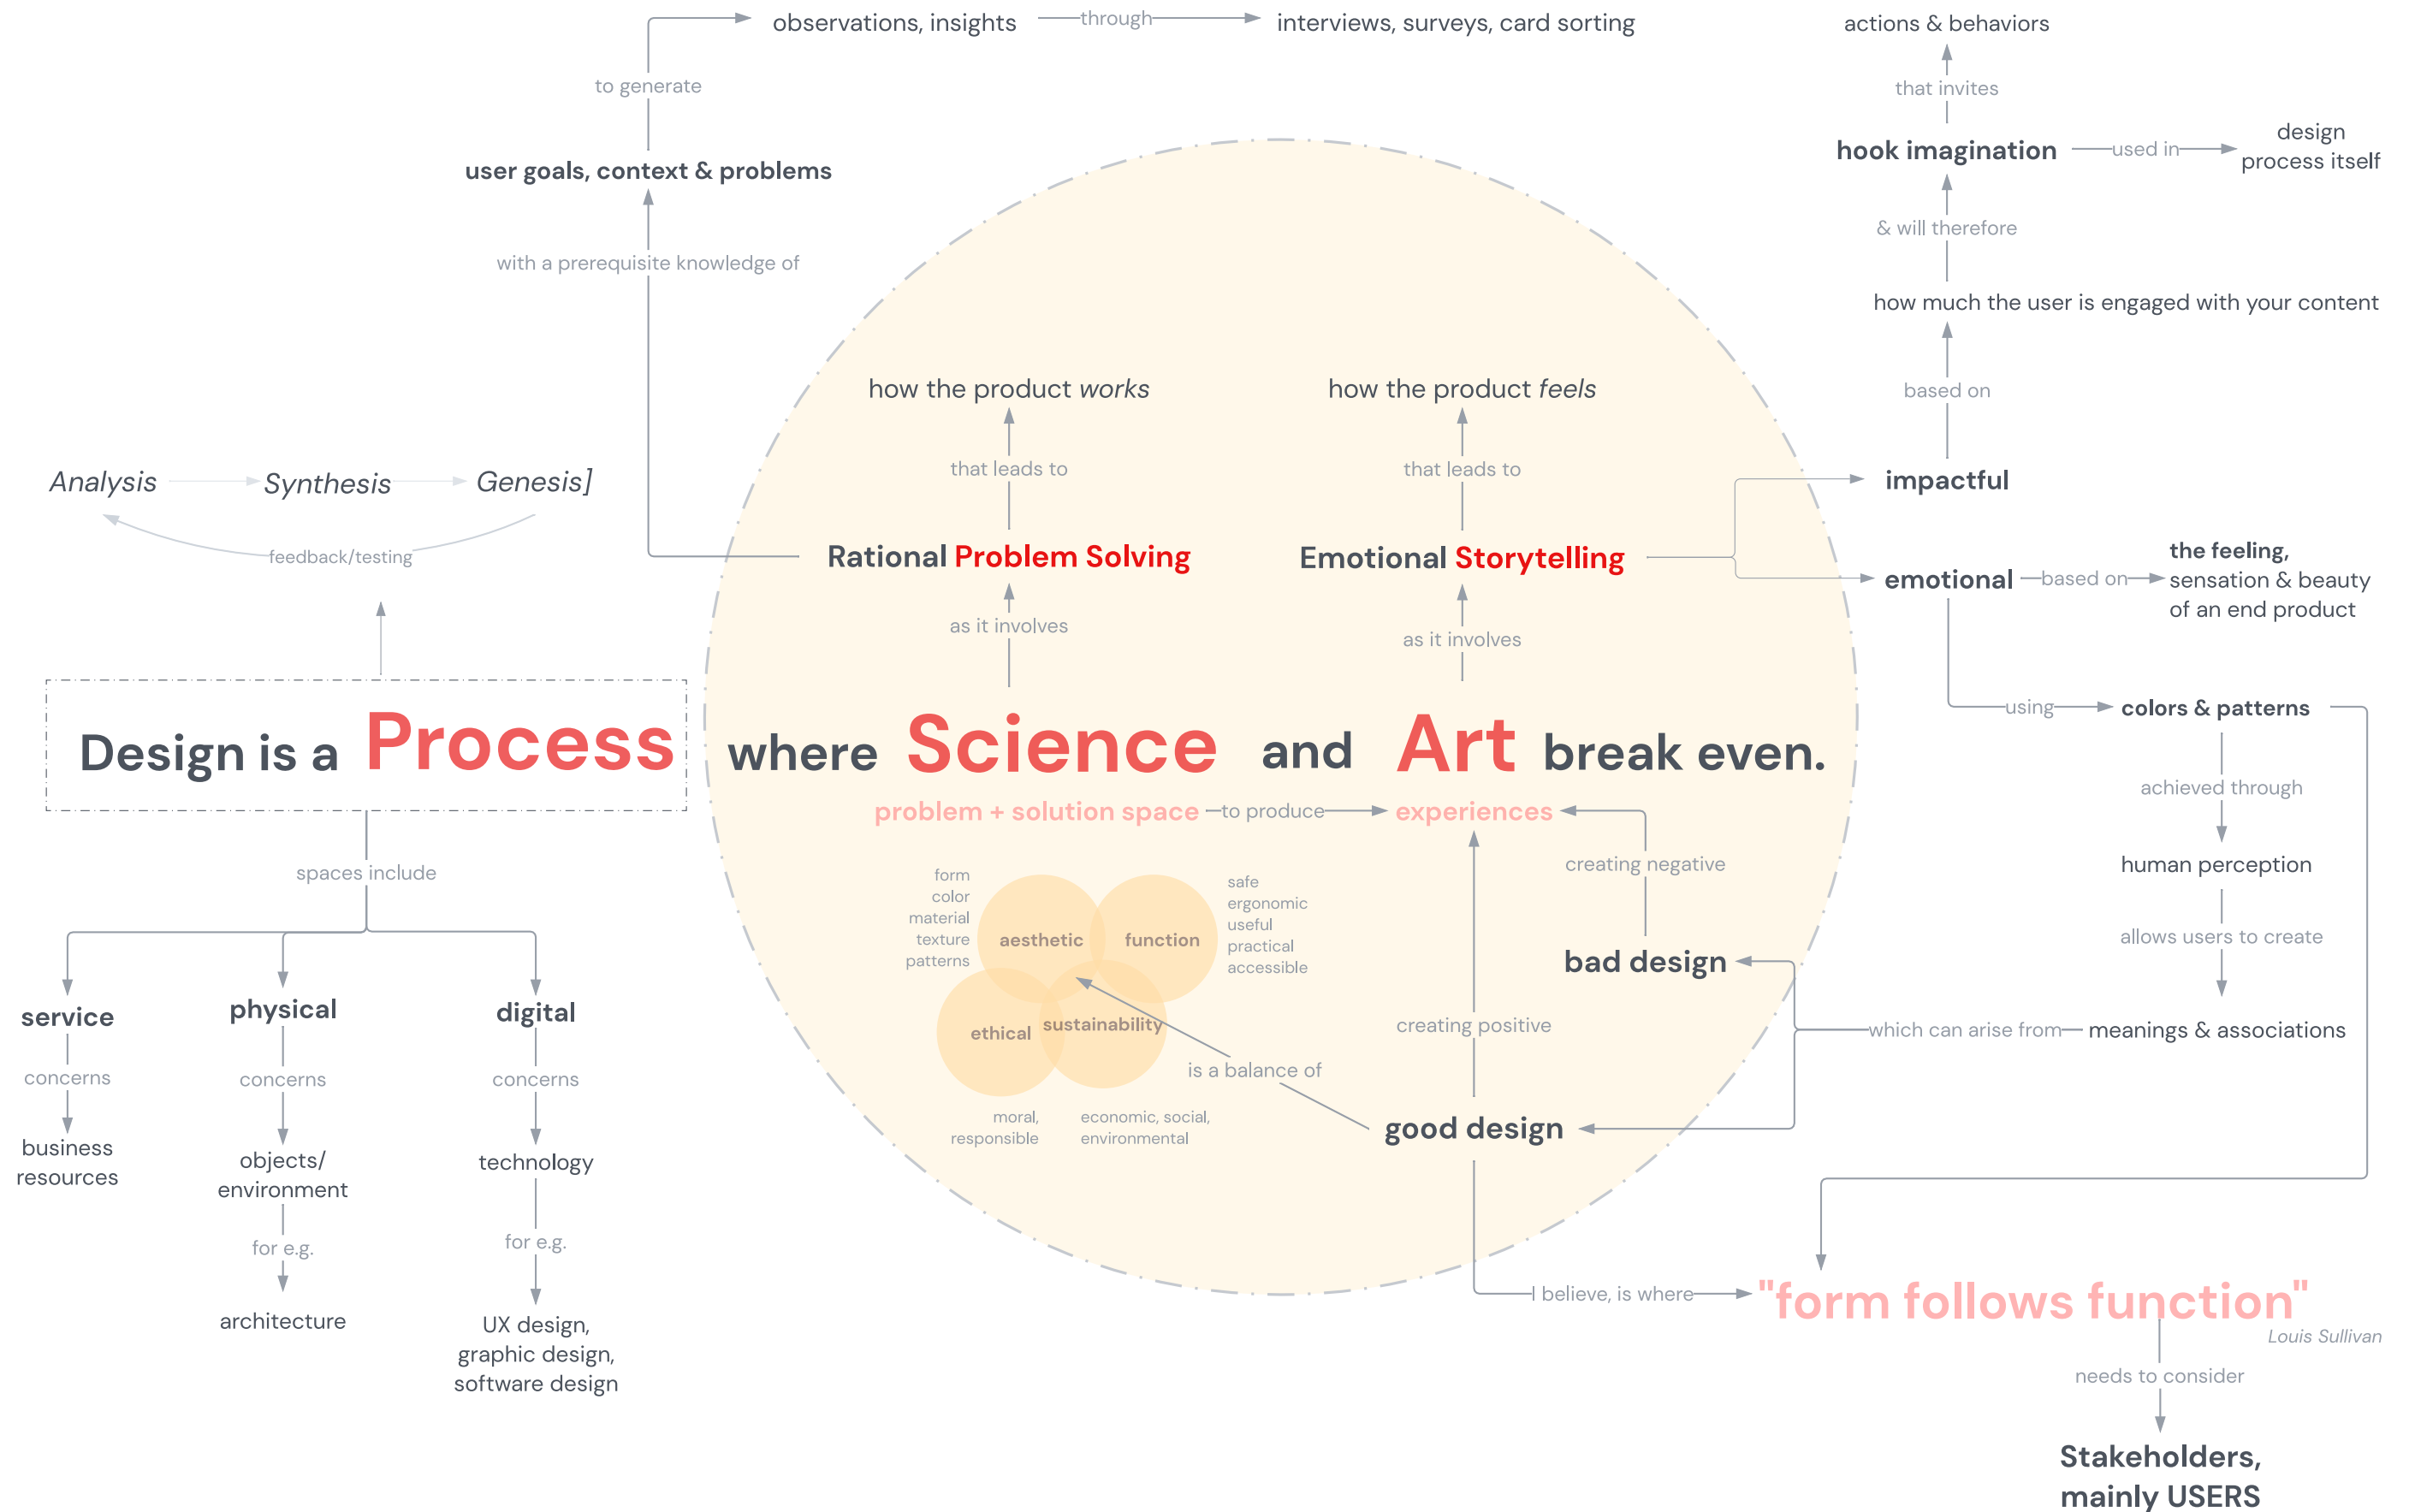 observations, insights
through
interviews, surveys, card sorting
to generate
user goals, context & problems
with a prerequisite knowledge of
actions & behaviors
that invites
hook imagination
used in
design
process itself
& will therefore
how much the user is engaged with your content
based on
impactful
how the product works
that leads to
Rational Problem Solving
as it involves
how the product feels
that leads to
Emotional Storytelling
as it involves
emotional
based on
the feeling,
sensation & beauty
of an end product
using
colors & patterns
achieved through
human perception
allows users to create
meanings & associations
which can arise from
Analysis
Synthesis
Genesis]
feedback/testing
Design is a Process where Science and Art break even.
problem + solution space
to produce
experiences
creating negative
bad design
creating positive
good design
is a balance of
form
color
material
texture
patterns
aesthetic
function
safe
ergonomic
useful
practical
accessible
ethical
sustainability
moral,
responsible
economic, social,
environmental
spaces include
service
concerns
business
resources
physical
concerns
objects/
environment
for e.g.
architecture
digital
concerns
technology
for e.g.
UX design,
graphic design,
software design
I believe, is where
"form follows function"
Louis Sullivan
needs to consider
Stakeholders,
mainly USERS